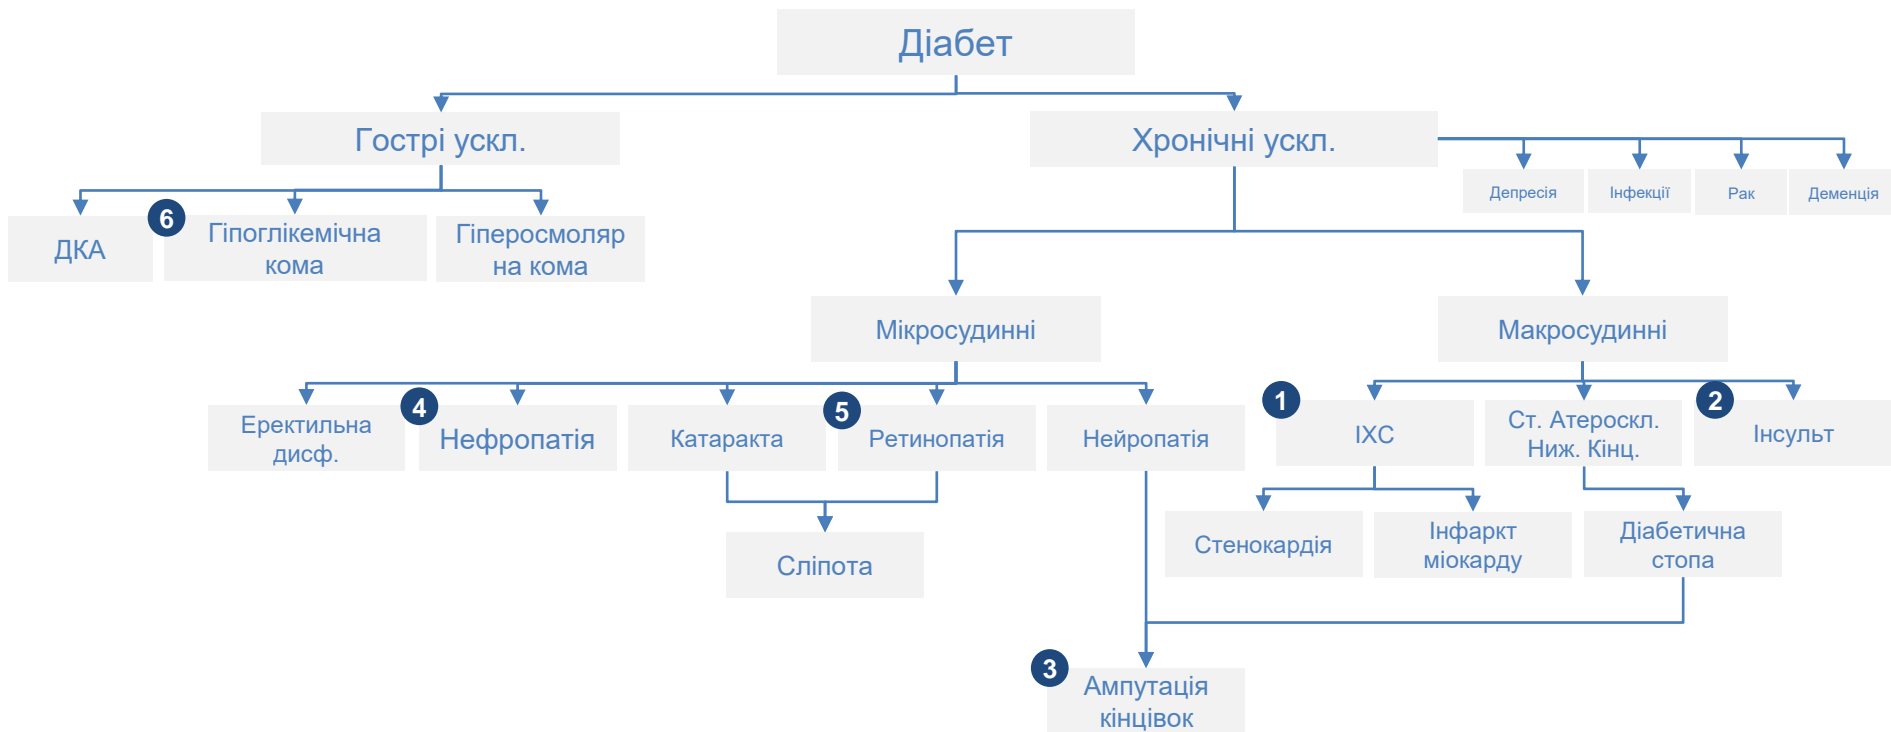 Діабет
Гострі ускл.
Хронічні ускл.
Депресія
Інфекції
Рак
Деменція
6
ДКА
Гіпоглікемічна
кома
Гіперосмоляр
на кома
Мікросудинні
Макросудинні
4
5
1
2
Еректильна
дисф.
Нефропатія
Катаракта
Ретинопатія
Нейропатія
ІХС
Ст. Атероскл.
Ниж. Кінц.
Інсульт
Сліпота
Стенокардія
Інфаркт
міокарду
Діабетична
стопа
3
Ампутація
кінцівок